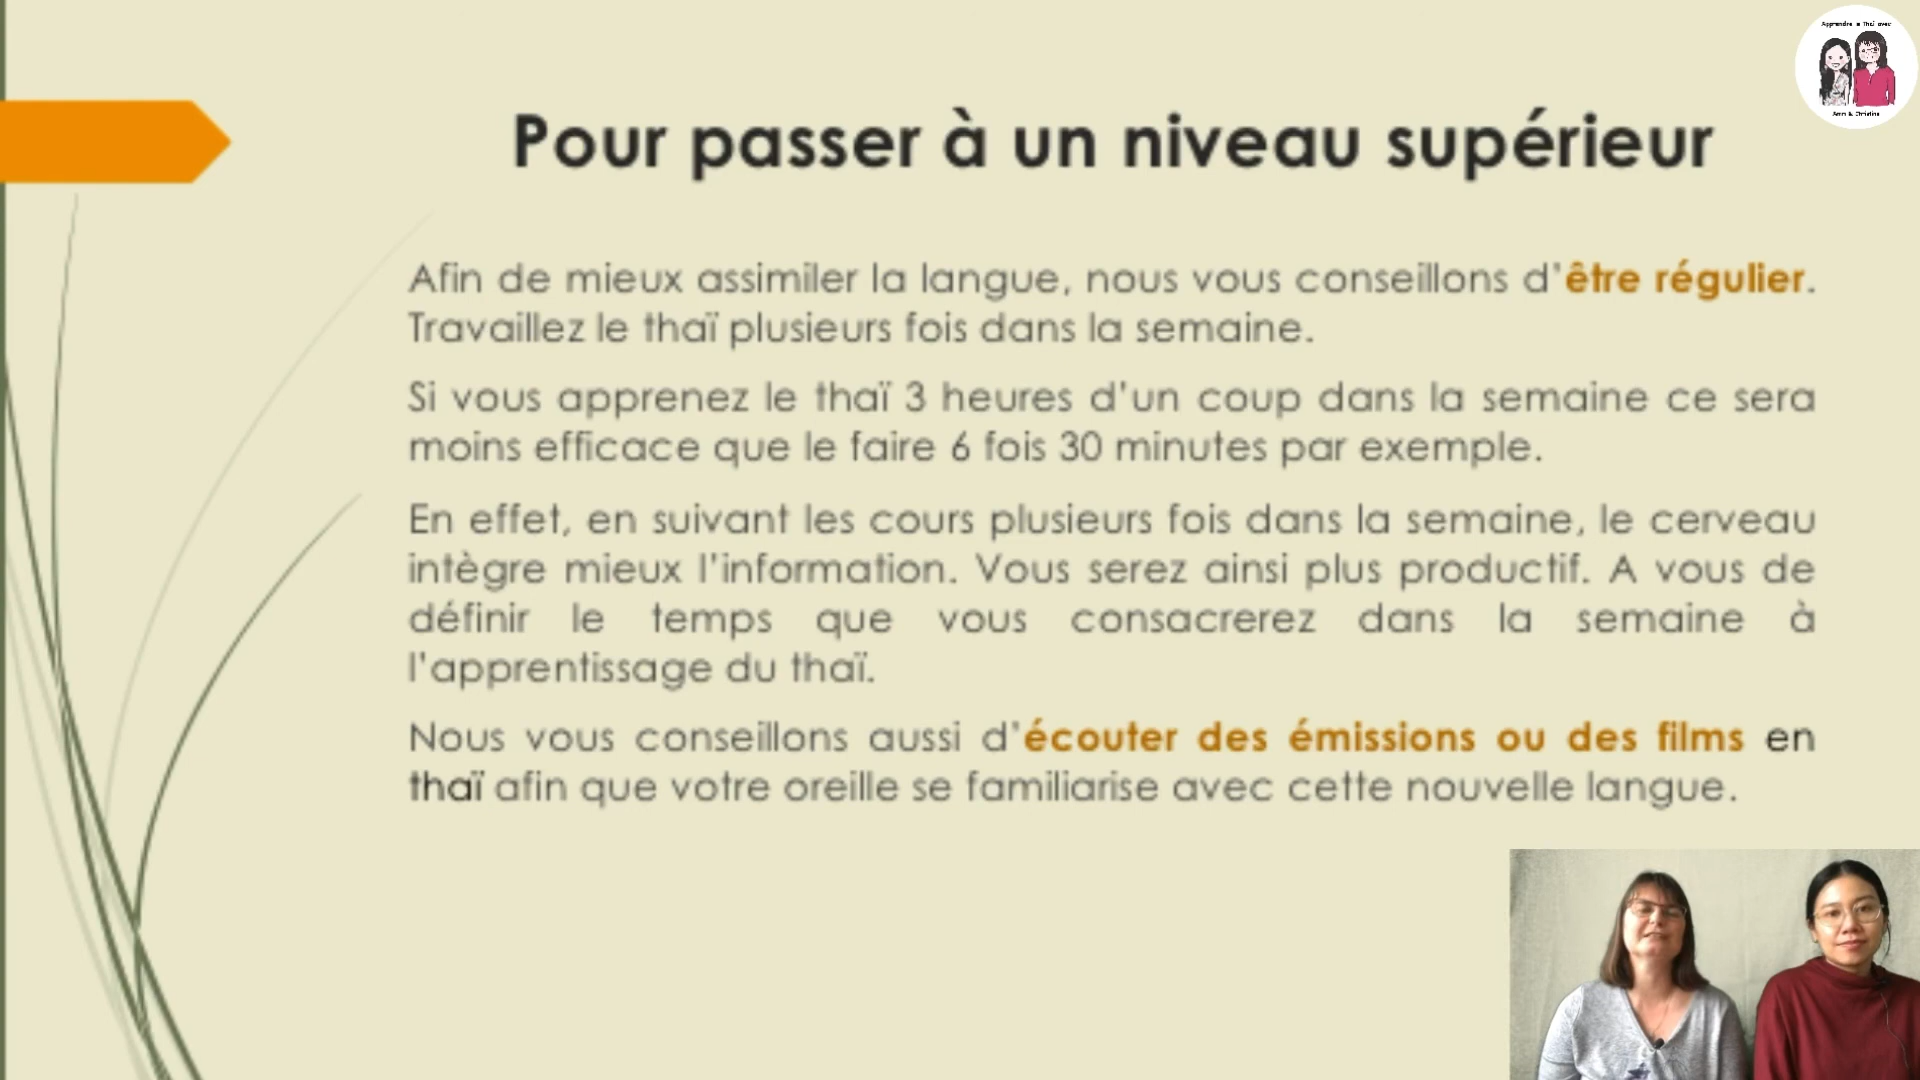 Apprendre le Thaï avec
Pour passer à un niveau supérieur
Afin de mieux assimiler la langue, nous vous conseillons d'être régulier.
Travaillez le thaï plusieurs fois dans la semaine.
Si vous apprenez le thaï 3 heures d'un coup dans la semaine ce sera
moins efficace que le faire 6 fois 30 minutes par exemple.
En effet, en suivant les cours plusieurs fois dans la semaine, le cerveau
intègre mieux l'information. Vous serez ainsi plus productif. A vous de
définir le temps que vous consacrerez dans la semaine à
l'apprentissage du thaï.
Nous vous conseillons aussi d'écouter des émissions ou des films en
thaï afin que votre oreille se familiarise avec cette nouvelle langue.